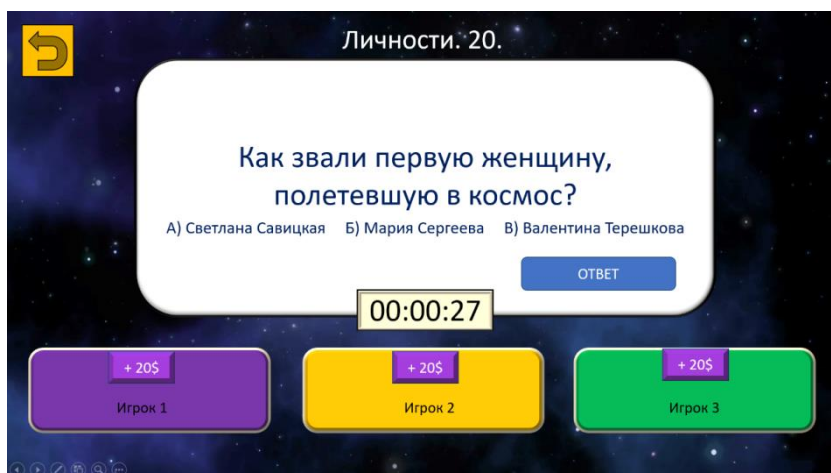 Личности. 20.
Как звали первую женщину,
полетевшую в космос?
А) Светлана Савицкая Б) Мария Сергеева В) Валентина Терешкова
ОТВЕТ
00:00:27
+ 20$ + 20$ + 20$
Игрок 1 Игрок 2 Игрок 3